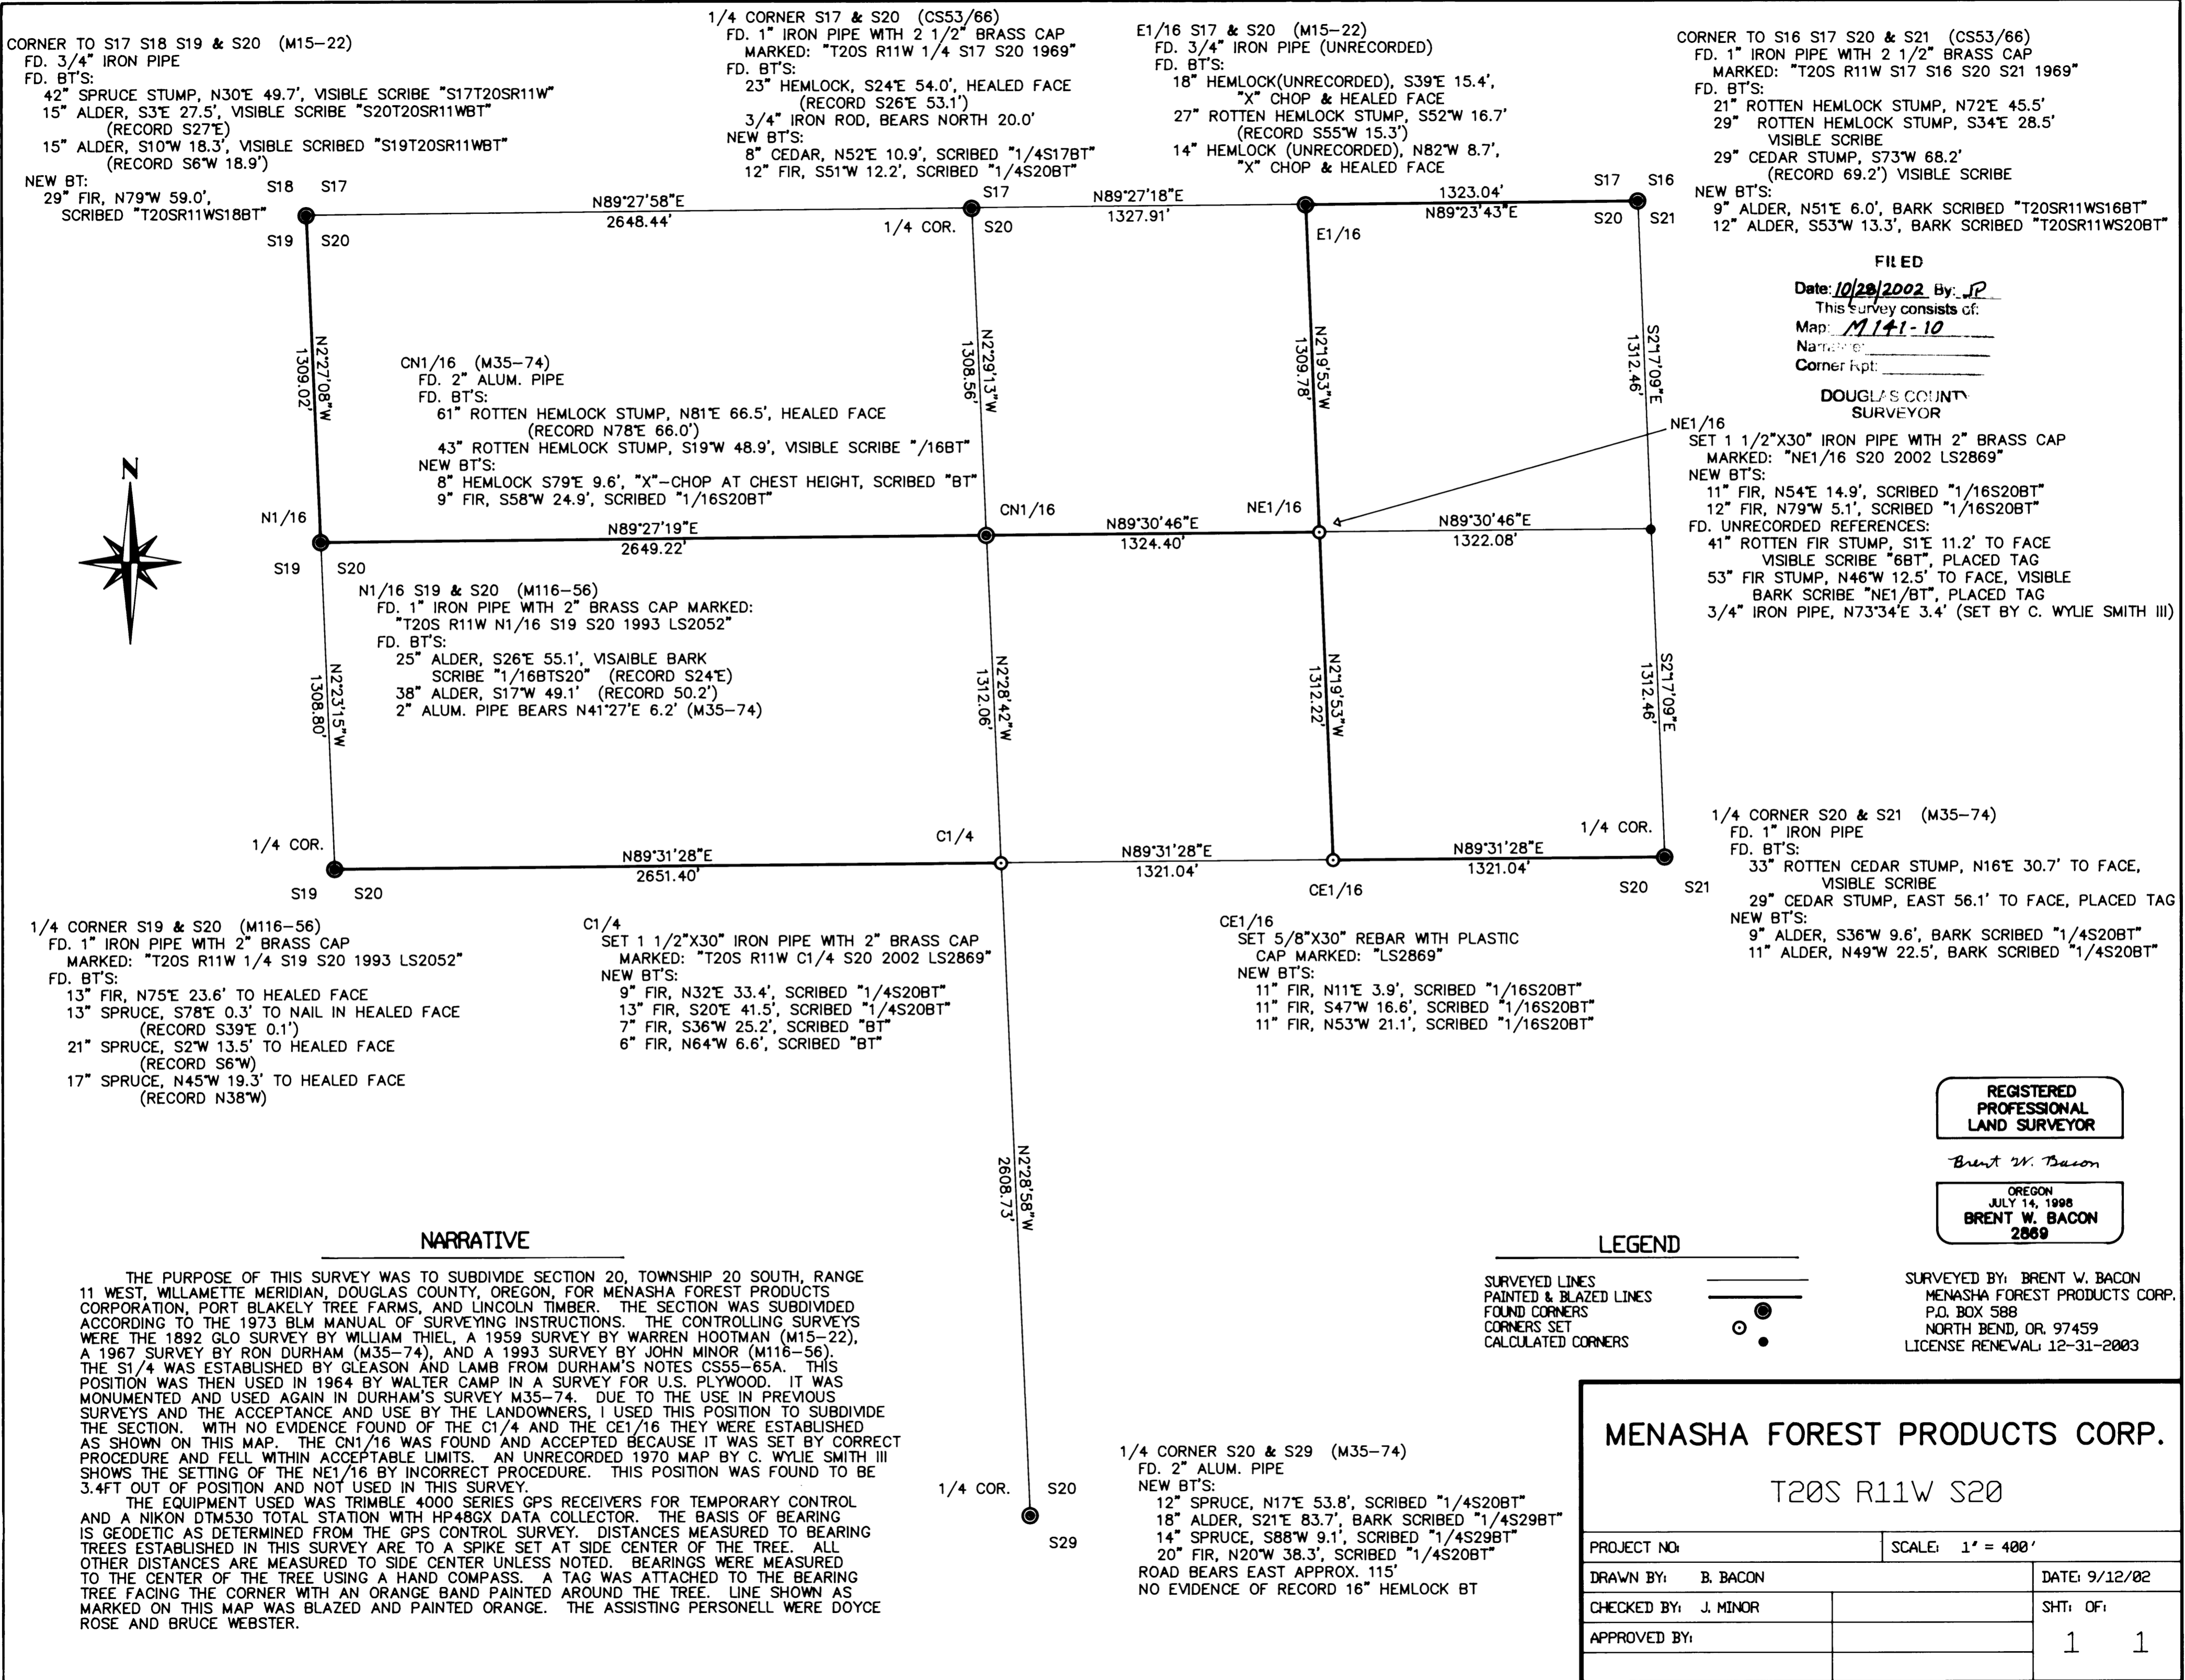 CORNER TO S17 S18 S19 & S20 (M15-22)
FD. 3/4" IRON PIPE
FD. BT'S:
42" SPRUCE STUMP, N30°E 49.7', VISIBLE SCRIBE "S17T20SR11W"
15" ALDER, S3°E 27.5', VISIBLE SCRIBE "S20T20SR11WBT"
(RECORD S27°E)
15" ALDER, S10°W 18.3', VISIBLE SCRIBED "S19T20SR11WBT"
(RECORD S6°W 18.9')
NEW BT:
29" FIR, N79°W 59.0',
SCRIBED "T20SR11WS18BT"
1/4 CORNER S17 & S20 (CS53/66)
FD. 1" IRON PIPE WITH 2 1/2" BRASS CAP
MARKED: "T20S R11W 1/4 S17 S20 1969"
FD. BT'S:
23" HEMLOCK, S24°E 54.0', HEALED FACE
(RECORD S26°E 53.1')
3/4" IRON ROD, BEARS NORTH 20.0'
NEW BT'S:
8" CEDAR, N52°E 10.9', SCRIBED "1/4S17BT"
12" FIR, S51°W 12.2', SCRIBED "1/4S20BT"
E1/16 S17 & S20 (M15-22)
FD. 3/4" IRON PIPE (UNRECORDED)
FD. BT'S:
18" HEMLOCK(UNRECORDED), S39°E 15.4',
"X" CHOP & HEALED FACE
27" ROTTEN HEMLOCK STUMP, S52°W 16.7'
(RECORD S55°W 15.3')
14" HEMLOCK (UNRECORDED), N82°W 8.7',
"X" CHOP & HEALED FACE
CORNER TO S16 S17 S20 & S21 (CS53/66)
FD. 1" IRON PIPE WITH 2 1/2" BRASS CAP
MARKED: "T20S R11W S17 S16 S20 S21 1969"
FD. BT'S:
21" ROTTEN HEMLOCK STUMP, N72°E 45.5'
29" ROTTEN HEMLOCK STUMP, S34°E 28.5'
VISIBLE SCRIBE
29" CEDAR STUMP, S73°W 68.2'
(RECORD 69.2') VISIBLE SCRIBE
NEW BT'S:
9" ALDER, N51°E 6.0', BARK SCRIBED "T20SR11WS16BT"
12" ALDER, S53°W 13.3', BARK SCRIBED "T20SR11WS20BT"
S18 S17
S19 S20
N89°27'58"E
2648.44'
S17
1/4 COR. S20
N89°27'18"E
1327.91'
E1/16
1323.04'
N89°23'43"E
S17 S16
S20 S21
FILED
Date: 10/28/2002 By: JP
This survey consists of:
Map: M141-10
Narrative:
Corner Rpt:
DOUGLAS COUNTY
SURVEYOR
N2°27'08"W
1309.02'
N2°29'13"W
1308.56'
N2°19'53"W
1309.78'
S2°17'09"E
1312.46'
CN1/16 (M35-74)
FD. 2" ALUM. PIPE
FD. BT'S:
61" ROTTEN HEMLOCK STUMP, N81°E 66.5', HEALED FACE
(RECORD N78°E 66.0')
43" ROTTEN HEMLOCK STUMP, S19°W 48.9', VISIBLE SCRIBE "/16BT"
NEW BT'S:
8" HEMLOCK S79°E 9.6', "X"-CHOP AT CHEST HEIGHT, SCRIBED "BT"
9" FIR, S58°W 24.9', SCRIBED "1/16S20BT"
NE1/16
SET 1 1/2"X30" IRON PIPE WITH 2" BRASS CAP
MARKED: "NE1/16 S20 2002 LS2869"
NEW BT'S:
11" FIR, N54°E 14.9', SCRIBED "1/16S20BT"
12" FIR, N79°W 5.1', SCRIBED "1/16S20BT"
FD. UNRECORDED REFERENCES:
41" ROTTEN FIR STUMP, S1°E 11.2' TO FACE
VISIBLE SCRIBE "6BT", PLACED TAG
53" FIR STUMP, N46°W 12.5' TO FACE, VISIBLE
BARK SCRIBE "NE1/BT", PLACED TAG
3/4" IRON PIPE, N73°34'E 3.4' (SET BY C. WYLIE SMITH III)
N
N1/16
S19 S20
N89°27'19"E
2649.22'
CN1/16
N89°30'46"E
1324.40'
NE1/16
N89°30'46"E
1322.08'
N1/16 S19 & S20 (M116-56)
FD. 1" IRON PIPE WITH 2" BRASS CAP MARKED:
"T20S R11W N1/16 S19 S20 1993 LS2052"
FD. BT'S:
25" ALDER, S26°E 55.1', VISAIBLE BARK
SCRIBE "1/16BTS20" (RECORD S24°E)
38" ALDER, S17°W 49.1' (RECORD 50.2')
2" ALUM. PIPE BEARS N41°27'E 6.2' (M35-74)
N2°23'15"W
1308.80'
N2°28'42"W
1312.06'
N2°19'53"W
1312.22'
S2°17'09"E
1312.46'
1/4 COR.
S19 S20
N89°31'28"E
2651.40'
C1/4
N89°31'28"E
1321.04'
CE1/16
N89°31'28"E
1321.04'
1/4 COR.
S20 S21
1/4 CORNER S20 & S21 (M35-74)
FD. 1" IRON PIPE
FD. BT'S:
33" ROTTEN CEDAR STUMP, N16°E 30.7' TO FACE,
VISIBLE SCRIBE
29" CEDAR STUMP, EAST 56.1' TO FACE, PLACED TAG
NEW BT'S:
9" ALDER, S36°W 9.6', BARK SCRIBED "1/4S20BT"
11" ALDER, N49°W 22.5', BARK SCRIBED "1/4S20BT"
1/4 CORNER S19 & S20 (M116-56)
FD. 1" IRON PIPE WITH 2" BRASS CAP
MARKED: "T20S R11W 1/4 S19 S20 1993 LS2052"
FD. BT'S:
13" FIR, N75°E 23.6' TO HEALED FACE
13" SPRUCE, S78°E 0.3' TO NAIL IN HEALED FACE
(RECORD S39°E 0.1')
21" SPRUCE, S2°W 13.5' TO HEALED FACE
(RECORD S6°W)
17" SPRUCE, N45°W 19.3' TO HEALED FACE
(RECORD N38°W)
C1/4
SET 1 1/2"X30" IRON PIPE WITH 2" BRASS CAP
MARKED: "T20S R11W C1/4 S20 2002 LS2869"
NEW BT'S:
9" FIR, N32°E 33.4', SCRIBED "1/4S20BT"
13" FIR, S20°E 41.5', SCRIBED "1/4S20BT"
7" FIR, S36°W 25.2', SCRIBED "BT"
6" FIR, N64°W 6.6', SCRIBED "BT"
CE1/16
SET 5/8"X30" REBAR WITH PLASTIC
CAP MARKED: "LS2869"
NEW BT'S:
11" FIR, N11°E 3.9', SCRIBED "1/16S20BT"
11" FIR, S47°W 16.6', SCRIBED "1/16S20BT"
11" FIR, N53°W 21.1', SCRIBED "1/16S20BT"
N2°28'58"W
2608.73'
REGISTERED
PROFESSIONAL
LAND SURVEYOR
Brent W. Bacon
OREGON
JULY 14, 1998
BRENT W. BACON
2869
NARRATIVE
THE PURPOSE OF THIS SURVEY WAS TO SUBDIVIDE SECTION 20, TOWNSHIP 20 SOUTH, RANGE
11 WEST, WILLAMETTE MERIDIAN, DOUGLAS COUNTY, OREGON, FOR MENASHA FOREST PRODUCTS
CORPORATION, PORT BLAKELY TREE FARMS, AND LINCOLN TIMBER. THE SECTION WAS SUBDIVIDED
ACCORDING TO THE 1973 BLM MANUAL OF SURVEYING INSTRUCTIONS. THE CONTROLLING SURVEYS
WERE THE 1892 GLO SURVEY BY WILLIAM THIEL, A 1959 SURVEY BY WARREN HOOTMAN (M15-22),
A 1967 SURVEY BY RON DURHAM (M35-74), AND A 1993 SURVEY BY JOHN MINOR (M116-56).
THE S1/4 WAS ESTABLISHED BY GLEASON AND LAMB FROM DURHAM'S NOTES CS55-65A. THIS
POSITION WAS THEN USED IN 1964 BY WALTER CAMP IN A SURVEY FOR U.S. PLYWOOD. IT WAS
MONUMENTED AND USED AGAIN IN DURHAM'S SURVEY M35-74. DUE TO THE USE IN PREVIOUS
SURVEYS AND THE ACCEPTANCE AND USE BY THE LANDOWNERS, I USED THIS POSITION TO SUBDIVIDE
THE SECTION. WITH NO EVIDENCE FOUND OF THE C1/4 AND THE CE1/16 THEY WERE ESTABLISHED
AS SHOWN ON THIS MAP. THE CN1/16 WAS FOUND AND ACCEPTED BECAUSE IT WAS SET BY CORRECT
PROCEDURE AND FELL WITHIN ACCEPTABLE LIMITS. AN UNRECORDED 1970 MAP BY C. WYLIE SMITH III
SHOWS THE SETTING OF THE NE1/16 BY INCORRECT PROCEDURE. THIS POSITION WAS FOUND TO BE
3.4FT OUT OF POSITION AND NOT USED IN THIS SURVEY.
THE EQUIPMENT USED WAS TRIMBLE 4000 SERIES GPS RECEIVERS FOR TEMPORARY CONTROL
AND A NIKON DTM530 TOTAL STATION WITH HP48GX DATA COLLECTOR. THE BASIS OF BEARING
IS GEODETIC AS DETERMINED FROM THE GPS CONTROL SURVEY. DISTANCES MEASURED TO BEARING
TREES ESTABLISHED IN THIS SURVEY ARE TO A SPIKE SET AT SIDE CENTER OF THE TREE. ALL
OTHER DISTANCES ARE MEASURED TO SIDE CENTER UNLESS NOTED. BEARINGS WERE MEASURED
TO THE CENTER OF THE TREE USING A HAND COMPASS. A TAG WAS ATTACHED TO THE BEARING
TREE FACING THE CORNER WITH AN ORANGE BAND PAINTED AROUND THE TREE. LINE SHOWN AS
MARKED ON THIS MAP WAS BLAZED AND PAINTED ORANGE. THE ASSISTING PERSONELL WERE DOYCE
ROSE AND BRUCE WEBSTER.
LEGEND
SURVEYED LINES
PAINTED & BLAZED LINES
FOUND CORNERS
CORNERS SET
CALCULATED CORNERS
SURVEYED BY: BRENT W. BACON
MENASHA FOREST PRODUCTS CORP.
P.O. BOX 588
NORTH BEND, OR. 97459
LICENSE RENEWAL: 12-31-2003
1/4 COR. S20
S29
1/4 CORNER S20 & S29 (M35-74)
FD. 2" ALUM. PIPE
NEW BT'S:
12" SPRUCE, N17°E 53.8', SCRIBED "1/4S20BT"
18" ALDER, S21°E 83.7', BARK SCRIBED "1/4S29BT"
14" SPRUCE, S88°W 9.1', SCRIBED "1/4S29BT"
20" FIR, N20°W 38.3', SCRIBED "1/4S20BT"
ROAD BEARS EAST APPROX. 115'
NO EVIDENCE OF RECORD 16" HEMLOCK BT
MENASHA FOREST PRODUCTS CORP.
T20S R11W S20
PROJECT NO: SCALE: 1" = 400'
DRAWN BY: B. BACON DATE: 9/12/02
CHECKED BY: J. MINOR SHT: OF:
APPROVED BY: 1 1